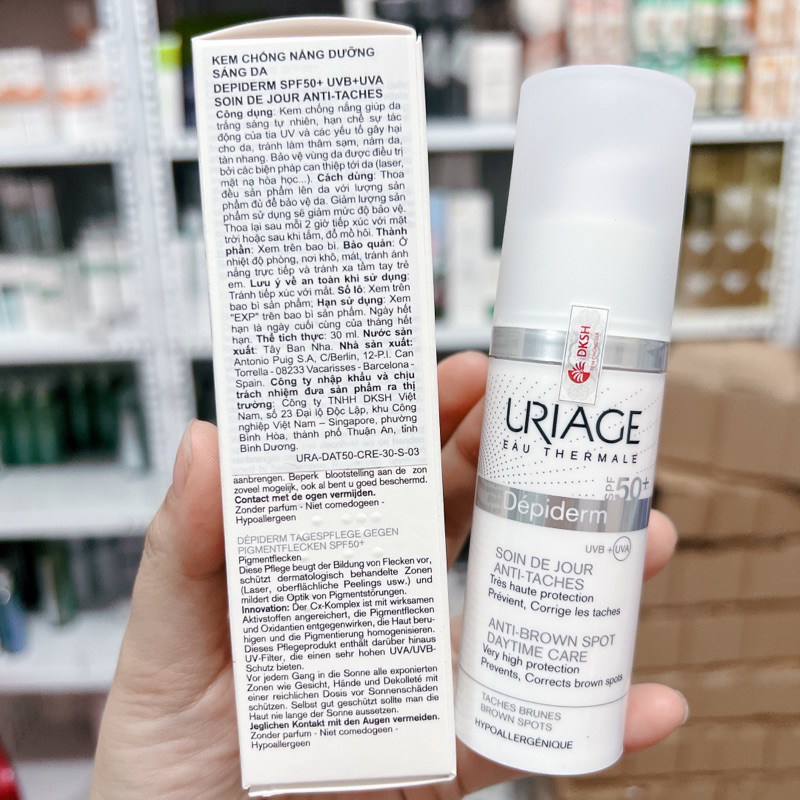 KEM CHỐNG NẮNG DƯỠNG
SÁNG DA
DEPIDERM SPF50+ UVB+UVA
SOIN DE JOUR ANTI-TACHES
Công dụng: Kem chống nắng giúp da
trắng sáng tự nhiên, hạn chế sự tác
động của tia UV và các yếu tố gây hại
cho da, tránh làm thâm sạm, nám da,
tàn nhang. Bảo vệ vùng da được điều trị
bởi các biện pháp can thiệp tới da (laser,
mặt nạ hóa học...). Cách dùng: Thoa
đều sản phẩm lên da với lượng sản
phẩm đủ để bảo vệ da. Giảm lượng sản
phẩm sử dụng sẽ giảm mức độ bảo vệ.
Thoa lại sau mỗi 2 giờ tiếp xúc với mặt
trời hoặc sau khi tắm, đổ mồ hôi. Thành
phần: Xem trên bao bì. Bảo quản: Ở
nhiệt độ phòng, nơi khô, mát, tránh ánh
nắng trực tiếp và tránh xa tầm tay trẻ
em. Lưu ý về an toàn khi sử dụng:
Tránh tiếp xúc với mắt. Số lô: Xem trên
bao bì sản phẩm; Hạn sử dụng: Xem
"EXP" trên bao bì sản phẩm. Ngày hết
hạn là ngày cuối cùng của tháng hết
hạn. Thể tích thực: 30 ml. Nước sản
xuất: Tây Ban Nha. Nhà sản xuất:
Antonio Puig S.A, C/Berlin, 12-P.I. Can
Torrella - 08233 Vacarisses - Barcelona -
Spain. Công ty nhập khẩu và chịu
trách nhiệm đưa sản phẩm ra thị
trường: Công ty TNHH DKSH Việt
Nam, số 23 Đại lộ Độc Lập, khu Công
nghiệp Việt Nam – Singapore, phường
Bình Hòa, thành phố Thuận An, tỉnh
Bình Dương.
URA-DAT50-CRE-30-S-03
aanbrengen. Beperk blootstelling aan de zon
zoveel mogelijk, ook al bent u goed beschermd.
Contact met de ogen vermijden.
Zonder parfum - Niet comedogeen -
Hypoallergeen
DÉPIDERM TAGESPFLEGE GEGEN
PIGMENTFLECKEN SPF50+
Pigmentflecken
Diese Pflege beugt der Bildung von Flecken vor,
schützt dermatologisch behandelte Zonen
(Laser, oberflächliche Peelings usw.) und
mildert die Optik von Pigmentstörungen.
Innovation: Der Cx-Komplex ist mit wirksamen
Aktivstoffen angereichert, die Pigmentflecken
und Oxidantien entgegenwirken, die Haut beru-
higen und die Pigmentierung homogenisieren.
Dieses Pflegeprodukt enthält darüber hinaus
UV-Filter, die einen sehr hohen UVA/UVB-
Schutz bieten.
Vor jedem Gang in die Sonne alle exponierten
Zonen wie Gesicht, Hände und Dekolleté mit
einer reichlichen Dosis vor Sonnenschäden
schützen. Selbst gut geschützt sollte man die
Haut nie lange der Sonne aussetzen.
Jeglichen Kontakt mit den Augen vermeiden.
Zonder parfum - Niet comedogeen -
Hypoallergeen
DKSH
URIAGE
EAU THERMALE
SPF 50+
Dépiderm
UVB + UVA
SOIN DE JOUR
ANTI-TACHES
Très haute protection
Prévient, Corrige les taches
ANTI-BROWN SPOT
DAYTIME CARE
Very high protection
Prevents, Corrects brown spots
TACHES BRUNES
BROWN SPOTS
HYPOALLERGÉNIQUE